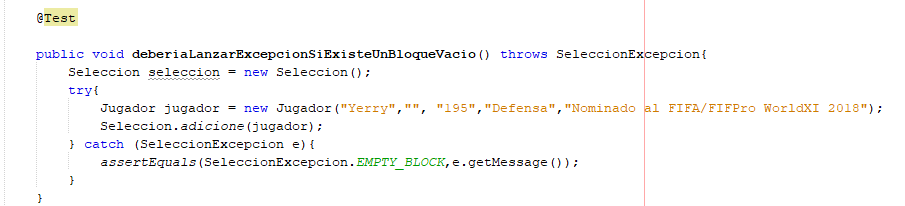 @Test
public void deberiaLanzarExcepcionSiExisteUnBloqueVacio() throws SeleccionExcepcion{
Seleccion seleccion = new Seleccion();
try{
Jugador jugador = new Jugador("Yerry","", "195","Defensa","Nominado al FIFA/FIFPro WorldXI 2018");
Seleccion.adicione(jugador);
} catch (SeleccionExcepcion e){
assertEquals(SeleccionExcepcion.EMPTY_BLOCK,e.getMessage());
}
}